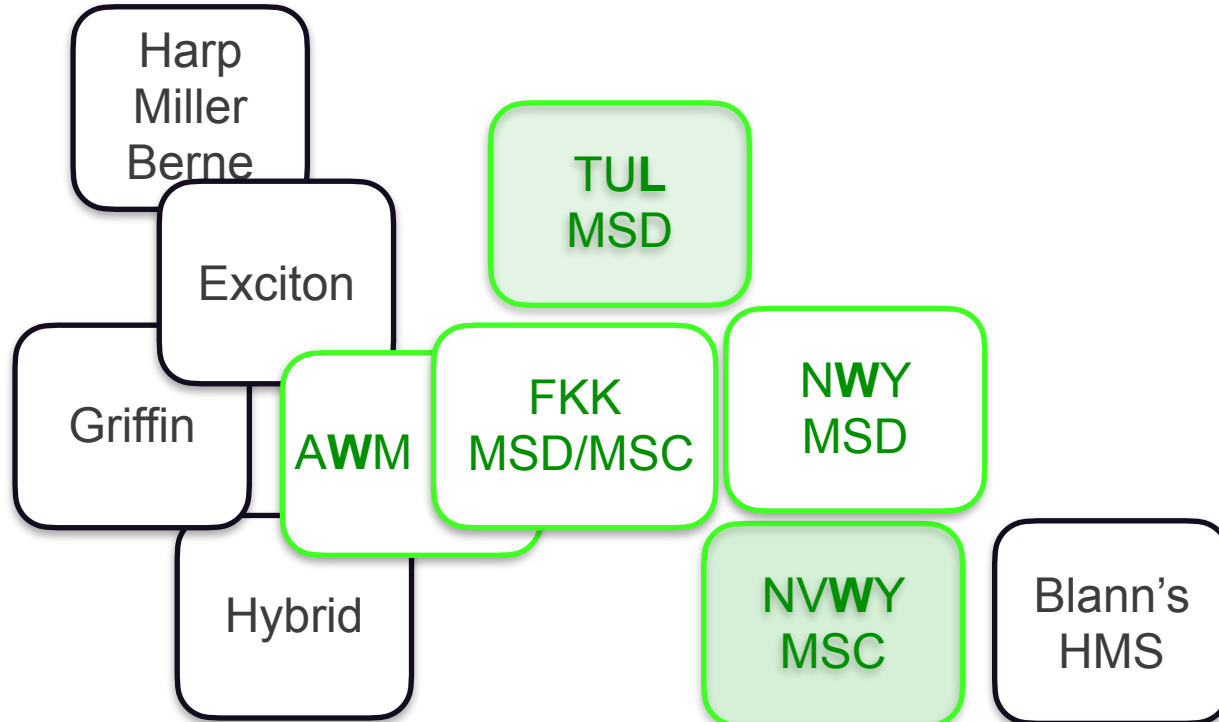 Harp
Miller
Berne
TUL
MSD
Exciton
Griffin
AWM
FKK
MSD/MSC
NWY
MSD
Hybrid
NVWY
MSC
Blann's
HMS